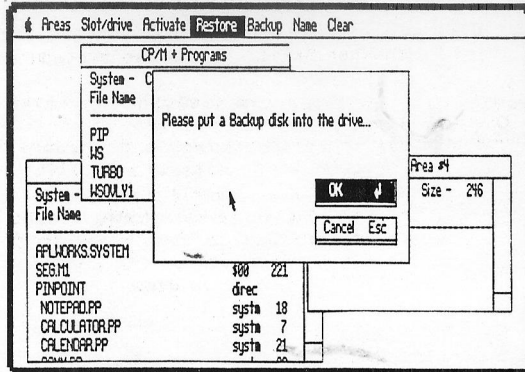 Areas Slot/drive Activate Restore Backup Name Clear
CP/M + Programs
System - C
File Name
PIP
WS
TURBO
WSOVLY1
Please put a Backup disk into the drive...
OK
Cancel Esc
Area #4
Size - 246
System -
File Name
APLWORKS.SYSTEM
SEG.M1 $00 221
PINPOINT direc
NOTEPAD.PP systm 18
CALCULATOR.PP systm 7
CALENDAR.PP systm 21